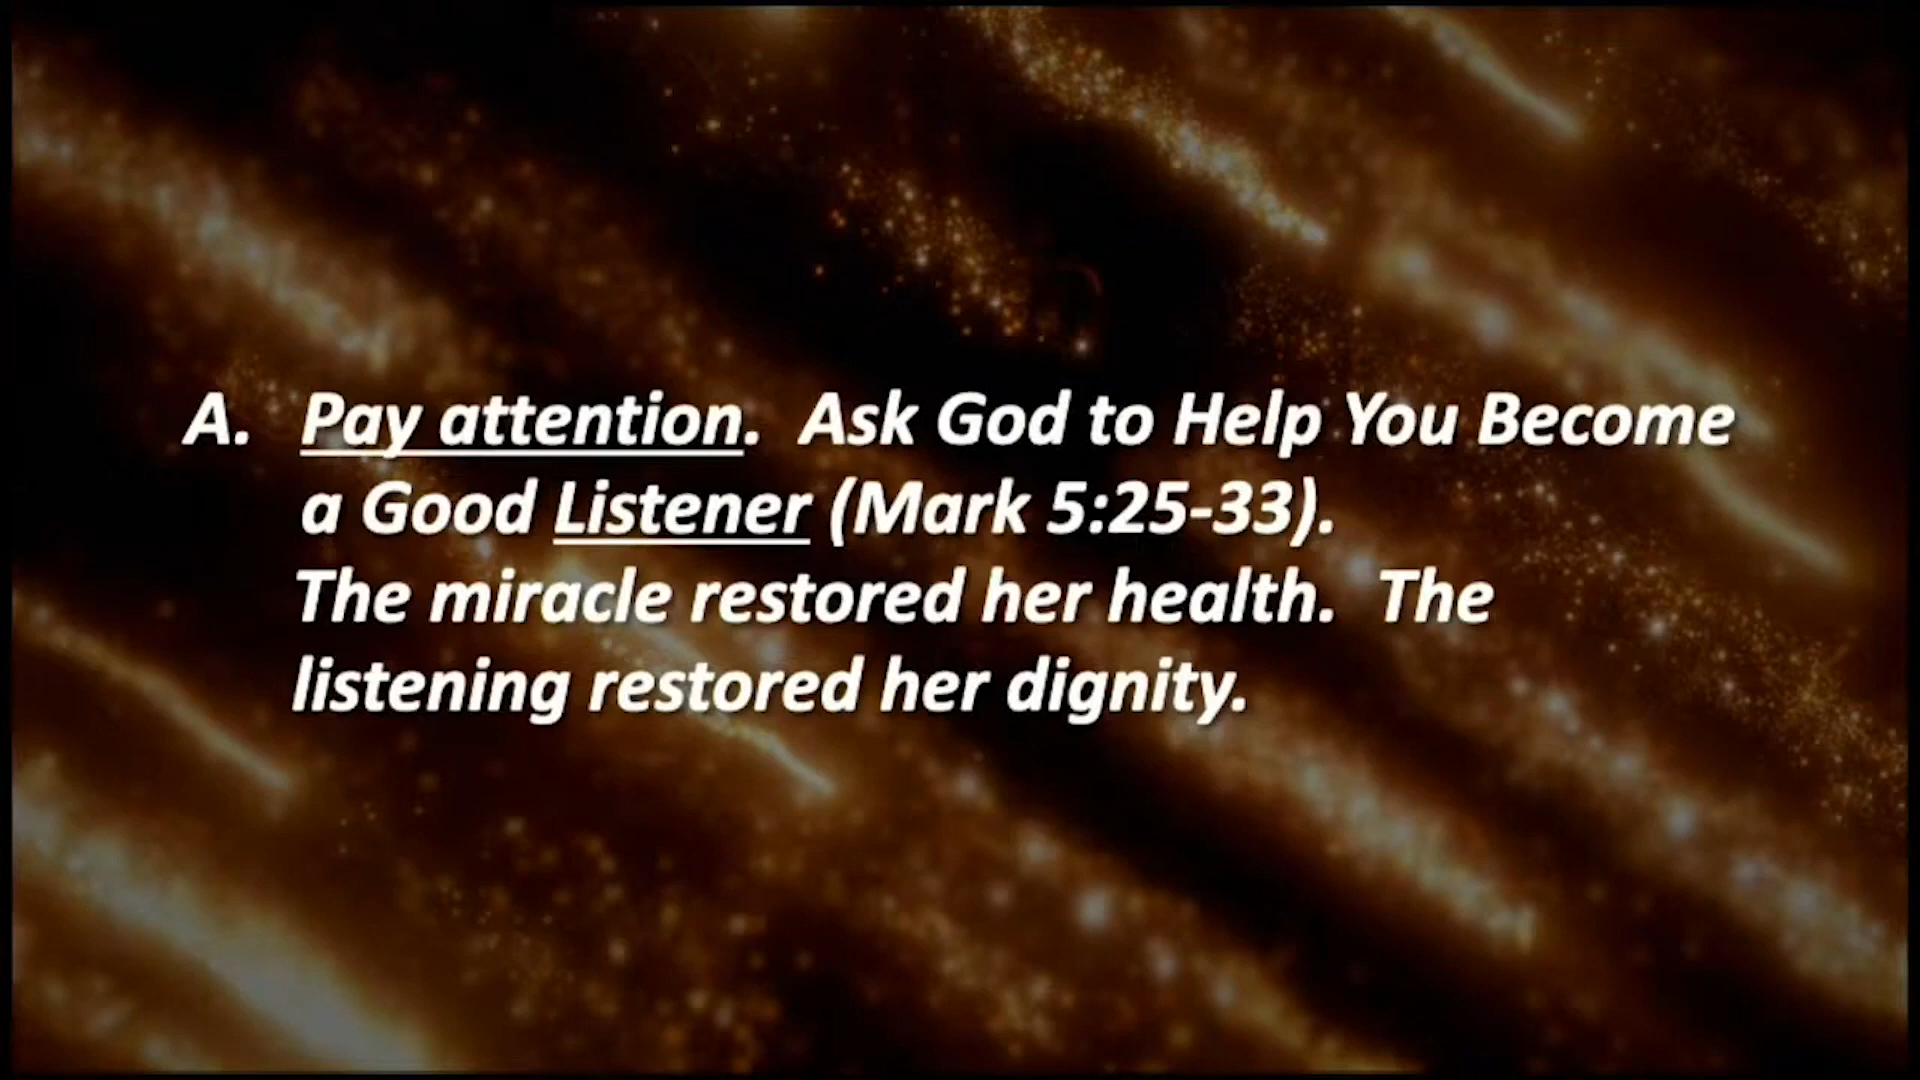 A. Pay attention. Ask God to Help You Become
a Good Listener (Mark 5:25-33).
The miracle restored her health. The
listening restored her dignity.